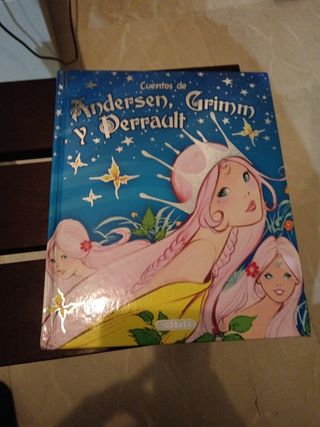 Cuentos de
Andersen, Grimm
y Perrault